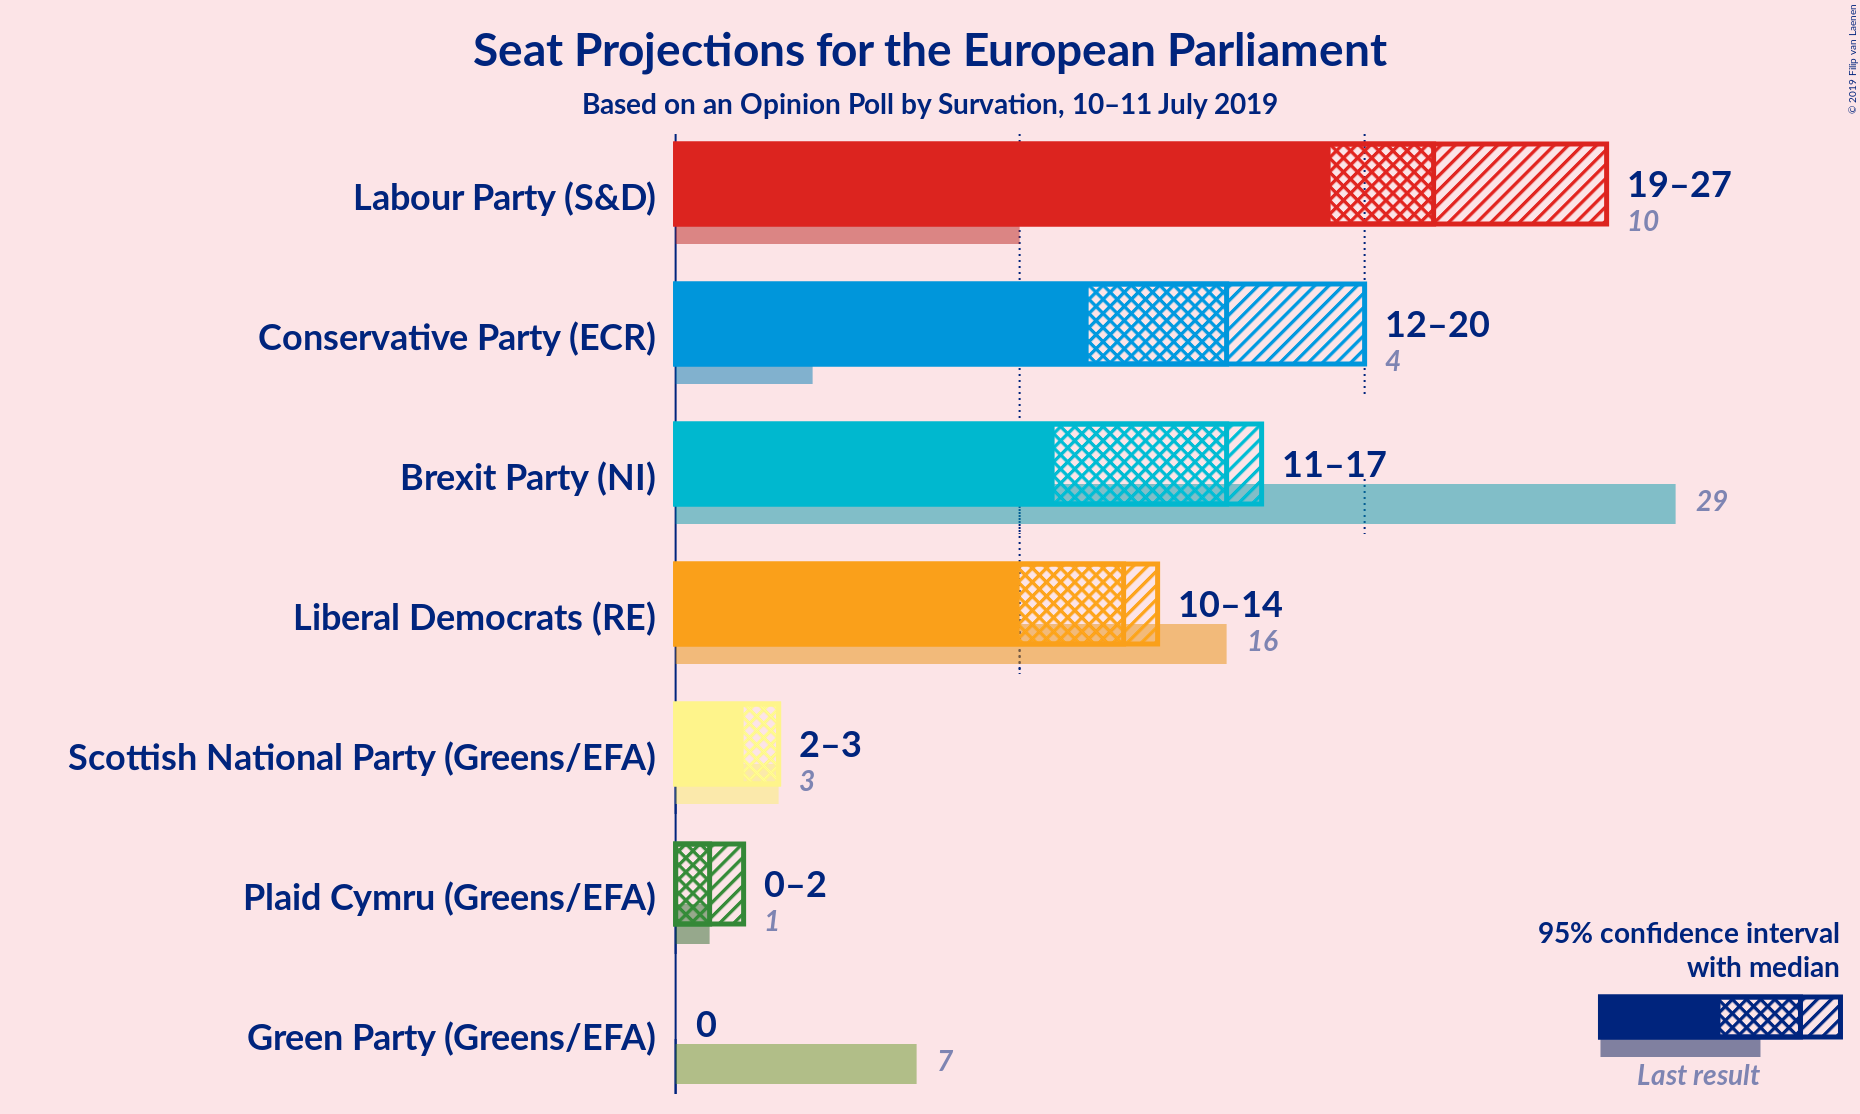 Seat Projections for the European Parliament
Based on an Opinion Poll by Survation, 10–11 July 2019
© 2019 Filip van Laenen
Labour Party (S&D)
19–27
10
Conservative Party (ECR)
12–20
4
Brexit Party (NI)
11–17
29
Liberal Democrats (RE)
10–14
16
Scottish National Party (Greens/EFA)
2–3
3
Plaid Cymru (Greens/EFA)
0–2
1
Green Party (Greens/EFA)
0
7
95% confidence interval
with median
Last result